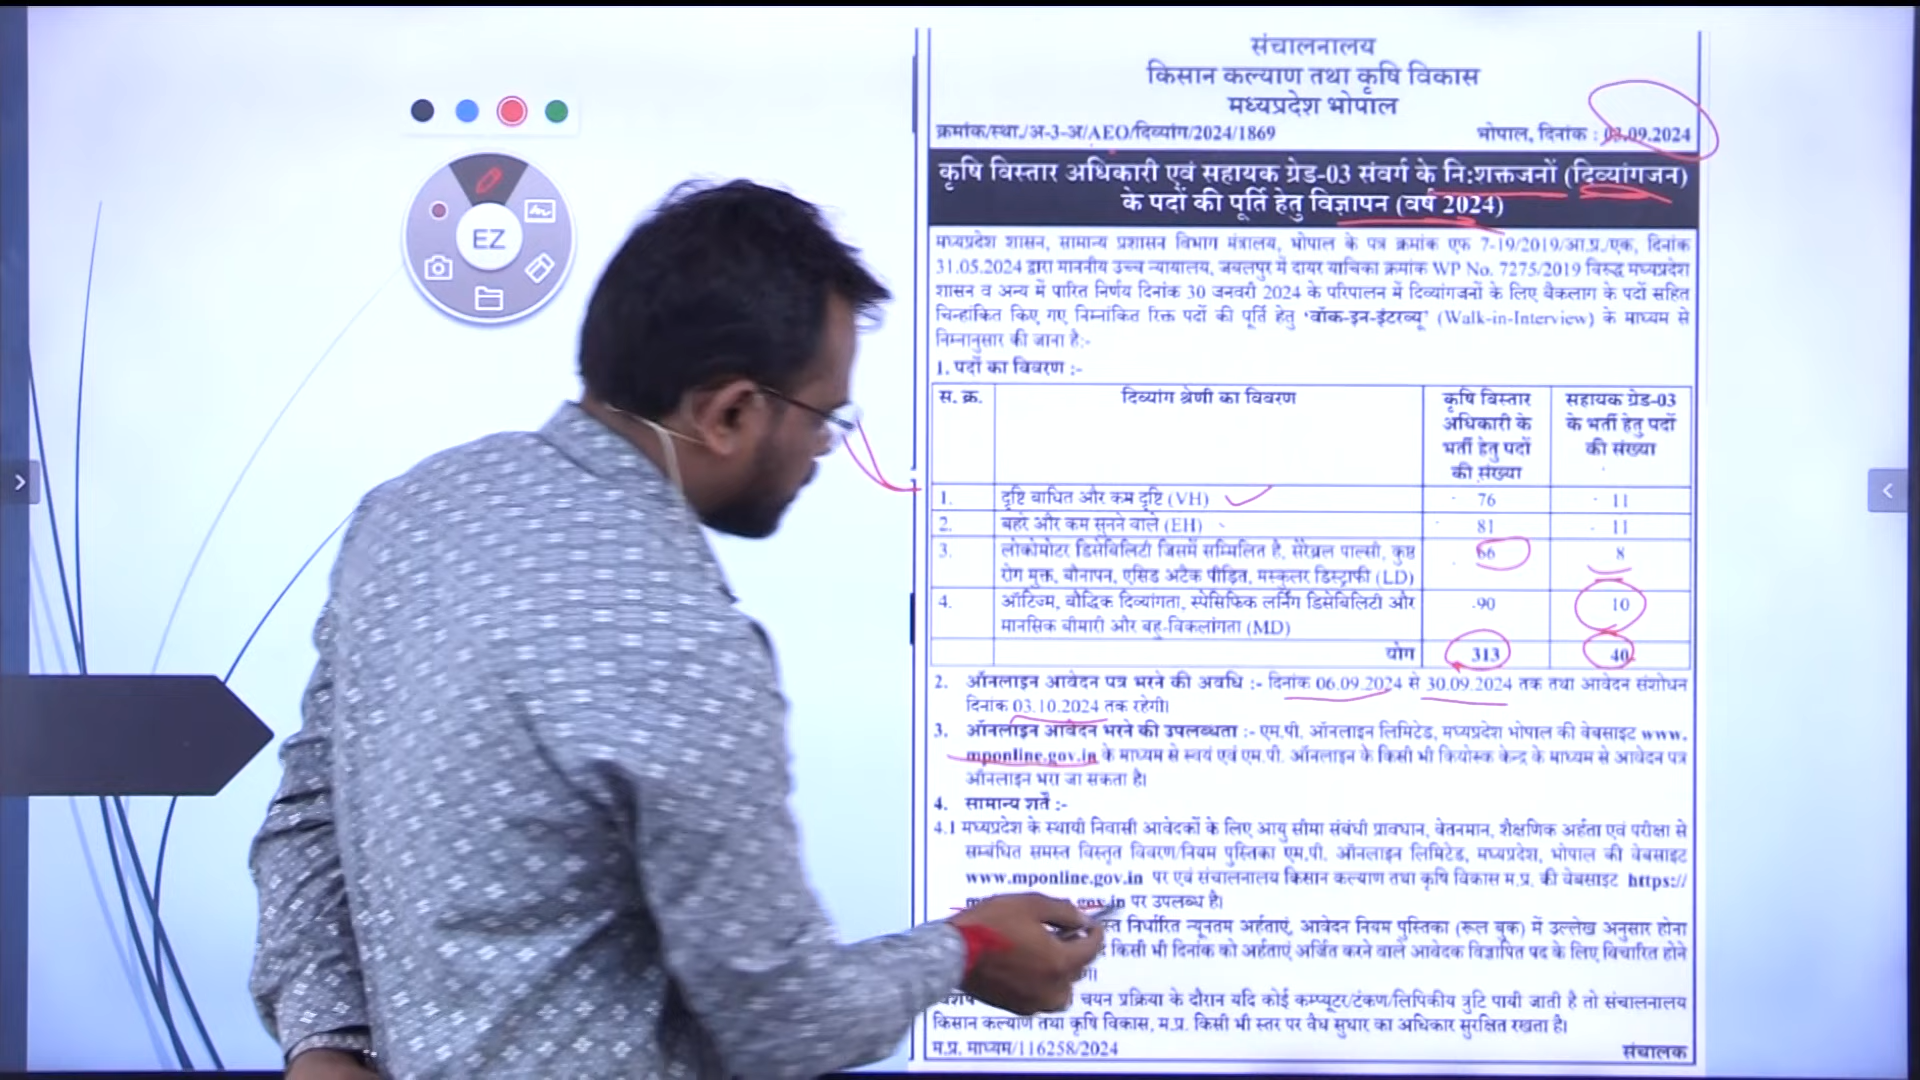 संचालनालय
किसान कल्याण तथा कृषि विकास
मध्यप्रदेश भोपाल
क्रमांक/स्था./अ-3-अ/AEO/दिव्यांग/2024/1869 भोपाल, दिनांक : 03.09.2024
कृषि विस्तार अधिकारी एवं सहायक ग्रेड-03 संवर्ग के नि:शक्तजनों (दिव्यांगजन)
के पदों की पूर्ति हेतु विज्ञापन (वर्ष 2024)
EZ
मध्यप्रदेश शासन, सामान्य प्रशासन विभाग मंत्रालय, भोपाल के पत्र क्रमांक एफ 7-19/2019/आ.प्र./एक, दिनांक
31.05.2024 द्वारा माननीय उच्च न्यायालय, जबलपुर में दायर याचिका क्रमांक WP No. 7275/2019 विरुद्ध मध्यप्रदेश
शासन व अन्य में पारित निर्णय दिनांक 30 जनवरी 2024 के परिपालन में दिव्यांगजनों के लिए बैकलाग के पदों सहित
चिन्हांकित किए गए निम्नांकित रिक्त पदों की पूर्ति हेतु ‘वॉक-इन-इंटरव्यू’ (Walk-in-Interview) के माध्यम से
निम्नानुसार की जाना है:-
1. पदों का विवरण :-
स. क्र. दिव्यांग श्रेणी का विवरण कृषि विस्तार सहायक ग्रेड-03
अधिकारी के के भर्ती हेतु पदों
भर्ती हेतु पदों की संख्या
की संख्या
1. दृष्टि बाधित और कम दृष्टि (VH) 76 11
2. बहरे और कम सुनने वाले (EH) 81 11
3. लोकोमोटर डिसेबिलिटी जिसमें सम्मिलित है, सेरेब्रल पाल्सी, कुष्ठ 66 8
रोग मुक्त, बौनापन, एसिड अटैक पीड़ित, मस्कुलर डिस्ट्राफी (LD)
4. ऑटिज्म, बौद्धिक दिव्यांगता, स्पेसिफिक लर्निंग डिसेबिलिटी और 90 10
मानसिक बीमारी और बहु-विकलांगता (MD)
योग 313 40
2. ऑनलाइन आवेदन पत्र भरने की अवधि :- दिनांक 06.09.2024 से 30.09.2024 तक तथा आवेदन संशोधन
दिनांक 03.10.2024 तक रहेगी।
3. ऑनलाइन आवेदन भरने की उपलब्धता :- एम.पी. ऑनलाइन लिमिटेड, मध्यप्रदेश भोपाल की वेबसाइट www.
mponline.gov.in के माध्यम से स्वयं एवं एम.पी. ऑनलाइन के किसी भी कियोस्क केन्द्र के माध्यम से आवेदन पत्र
ऑनलाइन भरा जा सकता है।
4. सामान्य शर्तें :-
4.1 मध्यप्रदेश के स्थायी निवासी आवेदकों के लिए आयु सीमा संबंधी प्रावधान, वेतनमान, शैक्षणिक अर्हता एवं परीक्षा से
सम्बंधित समस्त विस्तृत विवरण/नियम पुस्तिका एम.पी. ऑनलाइन लिमिटेड, मध्यप्रदेश, भोपाल की वेबसाइट
www.mponline.gov.in पर एवं संचालनालय किसान कल्याण तथा कृषि विकास म.प्र. की वेबसाइट https://
gov.in पर उपलब्ध है।
निर्धारित न्यूनतम अर्हताएं, आवेदन नियम पुस्तिका (रूल बुक) में उल्लेख अनुसार होना
किसी भी दिनांक को अर्हताएं अर्जित करने वाले आवेदक विज्ञापित पद के लिए विचारित होने
चयन प्रक्रिया के दौरान यदि कोई कम्प्यूटर/टंकण/लिपिकीय त्रुटि पायी जाती है तो संचालनालय
किसान कल्याण तथा कृषि विकास, म.प्र. किसी भी स्तर पर वैध सुधार का अधिकार सुरक्षित रखता है।
म.प्र. माध्यम/116258/2024 संचालक